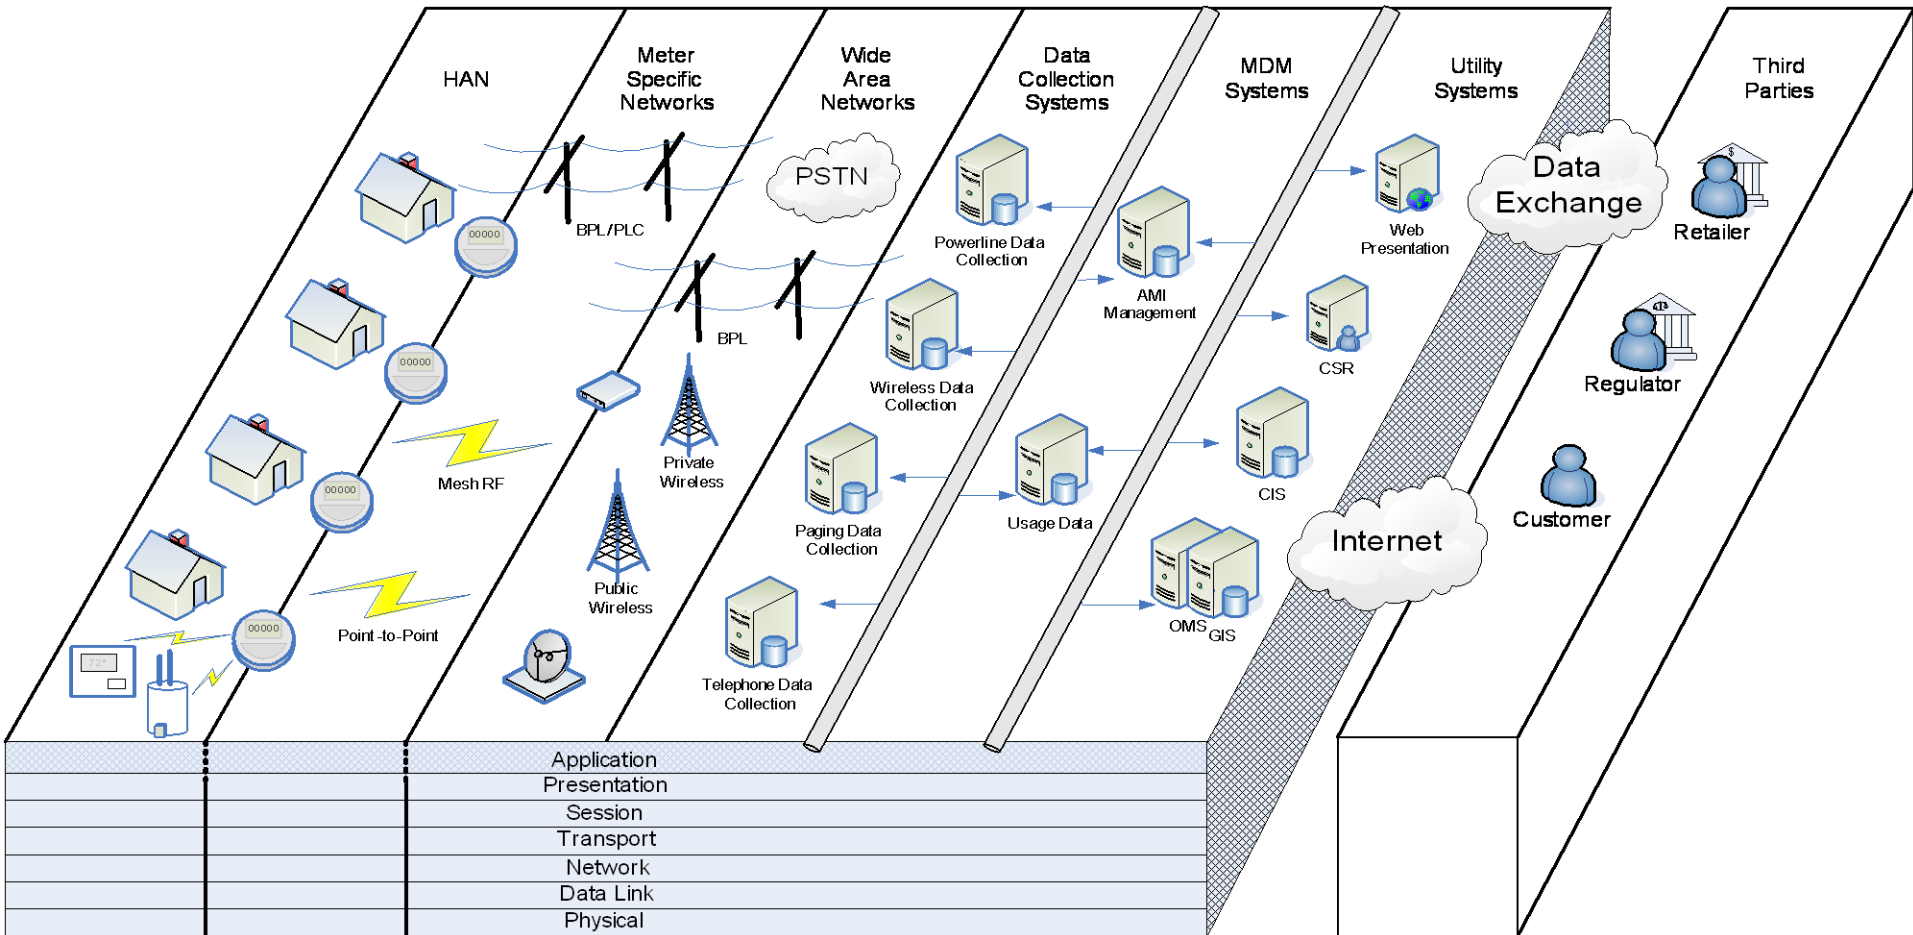 HAN
Meter
Specific
Networks
Wide
Area
Networks
Data
Collection
Systems
MDM
Systems
Utility
Systems
Third
Parties
BPL/PLC
PSTN
Powerline Data
Collection
Web
Presentation
Data
Exchange
Retailer
00000
BPL
AMI
Management
00000
Wireless Data
Collection
CSR
Regulator
Mesh RF
Private
Wireless
00000
Paging Data
Collection
Usage Data
CIS
Internet
Customer
Public
Wireless
Point-to-Point
00000
72°
Telephone Data
Collection
OMS
GIS
$
Application
Presentation
Session
Transport
Network
Data Link
Physical